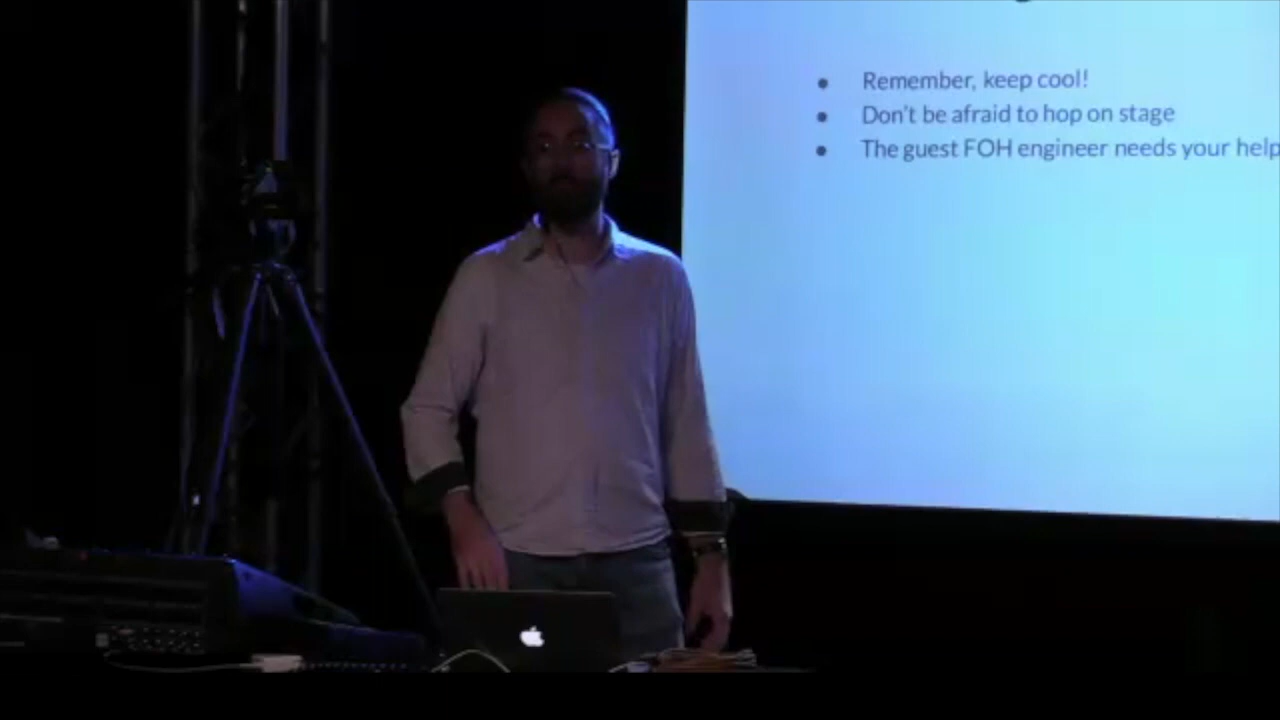 Remember, keep cool!
Don't be afraid to hop on stage
The guest FOH engineer needs your help